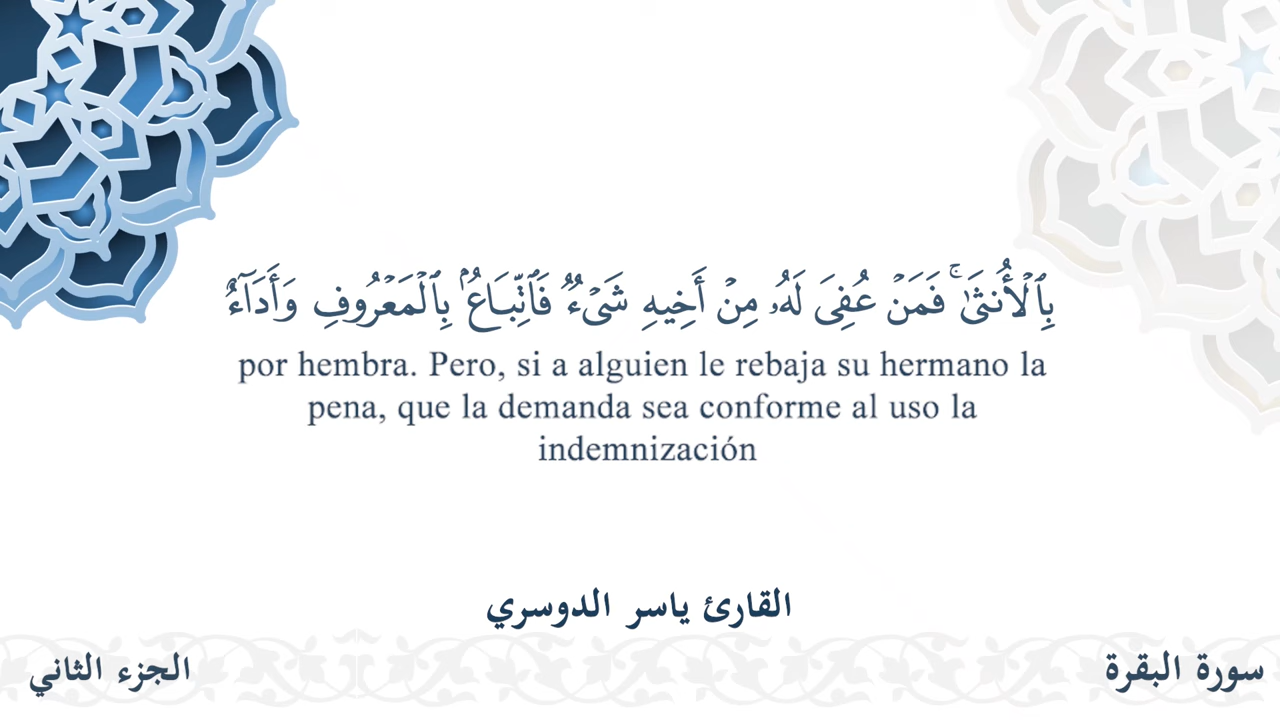 بِٱلۡأُنثَىٰۚ فَمَنۡ عُفِيَ لَهُۥ مِنۡ أَخِيهِ شَيۡءٞ فَٱتِّبَاعُۢ بِٱلۡمَعۡرُوفِ وَأَدَآءٌ
por hembra. Pero, si a alguien le rebaja su hermano la
pena, que la demanda sea conforme al uso la
indemnización
القارئ ياسر الدوسري
سورة البقرة
الجزء الثاني